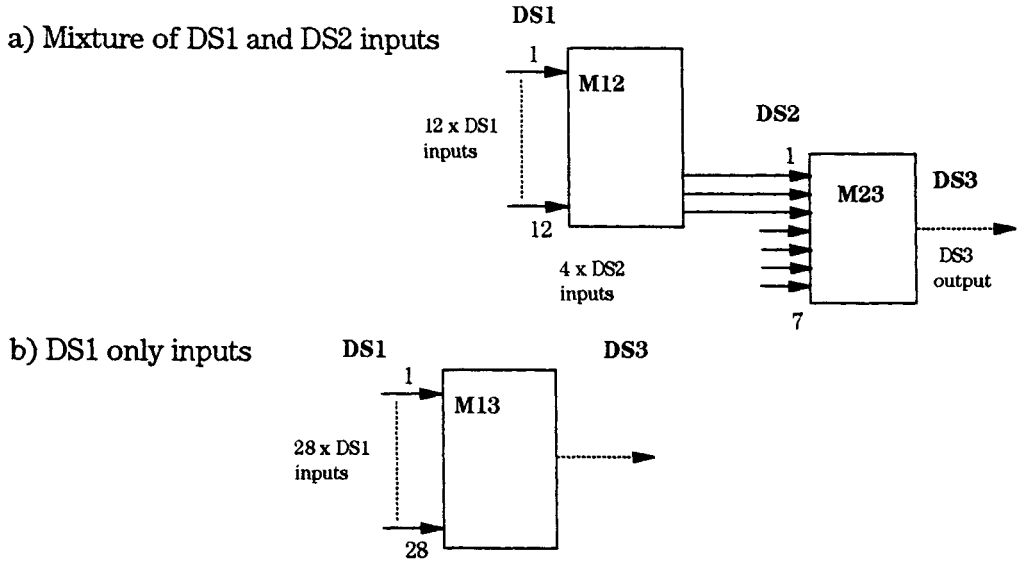 a) Mixture of DS1 and DS2 inputs
DS1
1
M12
12 x DS1
inputs
12
DS2
1
M23
DS3
4 x DS2
inputs
DS3
output
7
b) DS1 only inputs
DS1
DS3
1
M13
28 x DS1
inputs
28